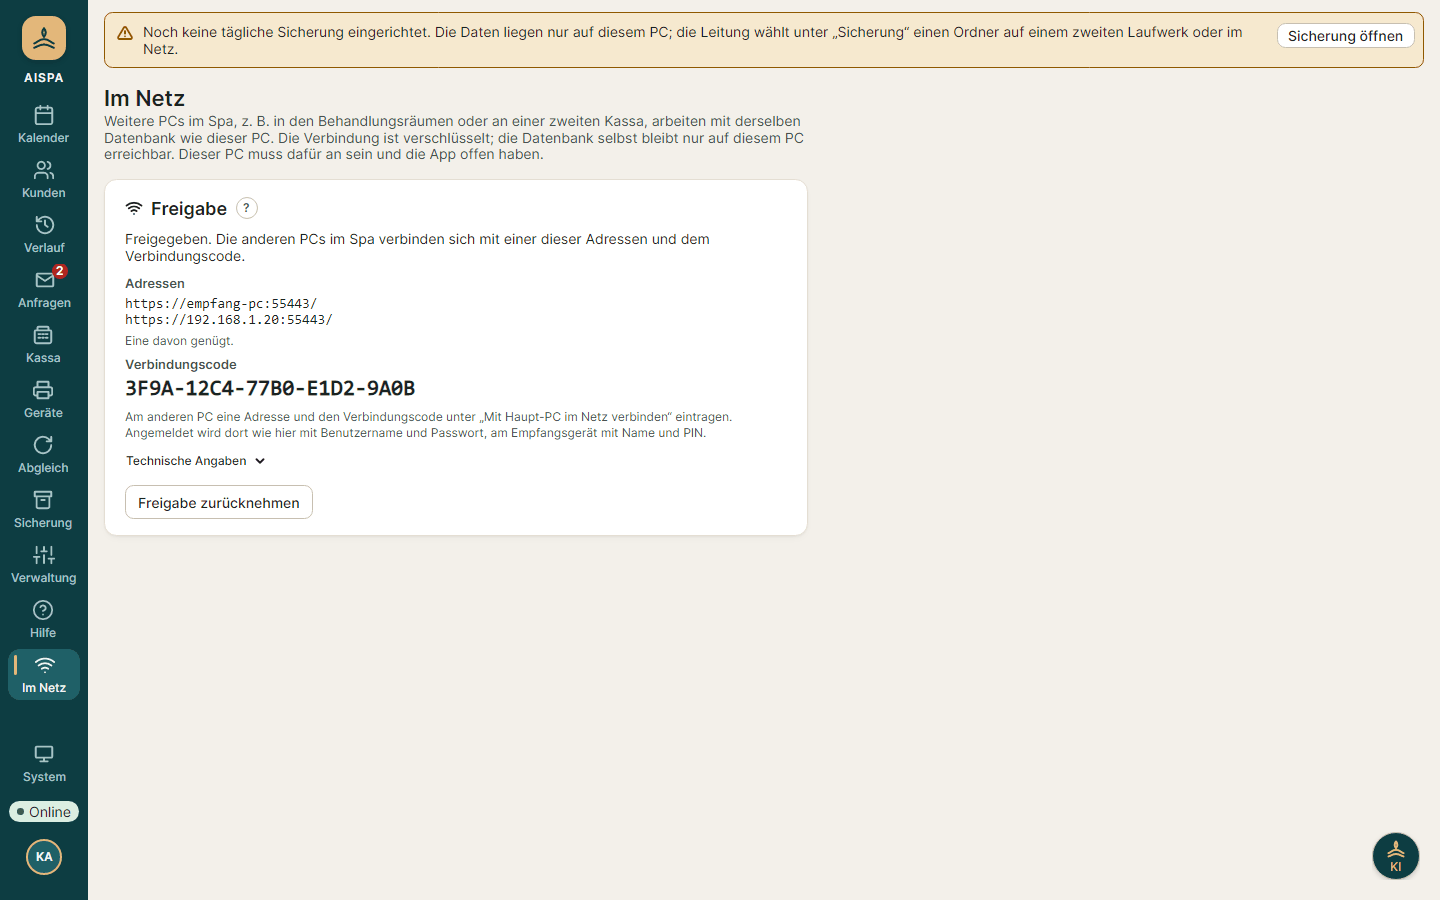 AISPA
Kalender
Kunden
Verlauf
2
Anfragen
Kassa
Geräte
Abgleich
Sicherung
Verwaltung
Hilfe
Im Netz
System
Online
KA
Noch keine tägliche Sicherung eingerichtet. Die Daten liegen nur auf diesem PC; die Leitung wählt unter „Sicherung“ einen Ordner auf einem zweiten Laufwerk oder im
Netz.
Sicherung öffnen
Im Netz
Weitere PCs im Spa, z. B. in den Behandlungsräumen oder an einer zweiten Kassa, arbeiten mit derselben
Datenbank wie dieser PC. Die Verbindung ist verschlüsselt; die Datenbank selbst bleibt nur auf diesem PC
erreichbar. Dieser PC muss dafür an sein und die App offen haben.
Freigabe ?
Freigegeben. Die anderen PCs im Spa verbinden sich mit einer dieser Adressen und dem
Verbindungscode.
Adressen
https://empfang-pc:55443/
https://192.168.1.20:55443/
Eine davon genügt.
Verbindungscode
3F9A-12C4-77B0-E1D2-9A0B
Am anderen PC eine Adresse und den Verbindungscode unter „Mit Haupt-PC im Netz verbinden“ eintragen.
Angemeldet wird dort wie hier mit Benutzername und Passwort, am Empfangsgerät mit Name und PIN.
Technische Angaben
Freigabe zurücknehmen
KI